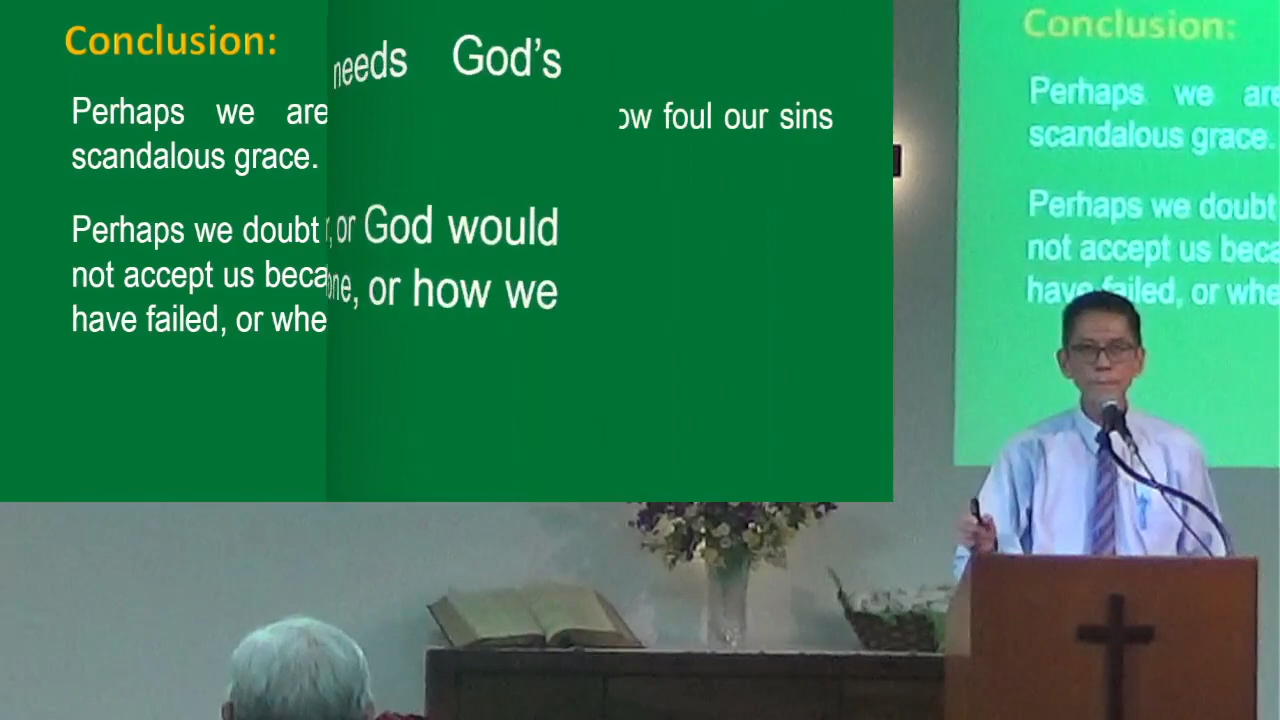 Conclusion:
needs God's
Perhaps we are
ow foul our sins
scandalous grace.
Perhaps we doubt or God would
not accept us beca one, or how we
have failed, or whe
Conclusion:
Perhaps we are
scandalous grace.
Perhaps we doubt
not accept us beca
have failed, or whe